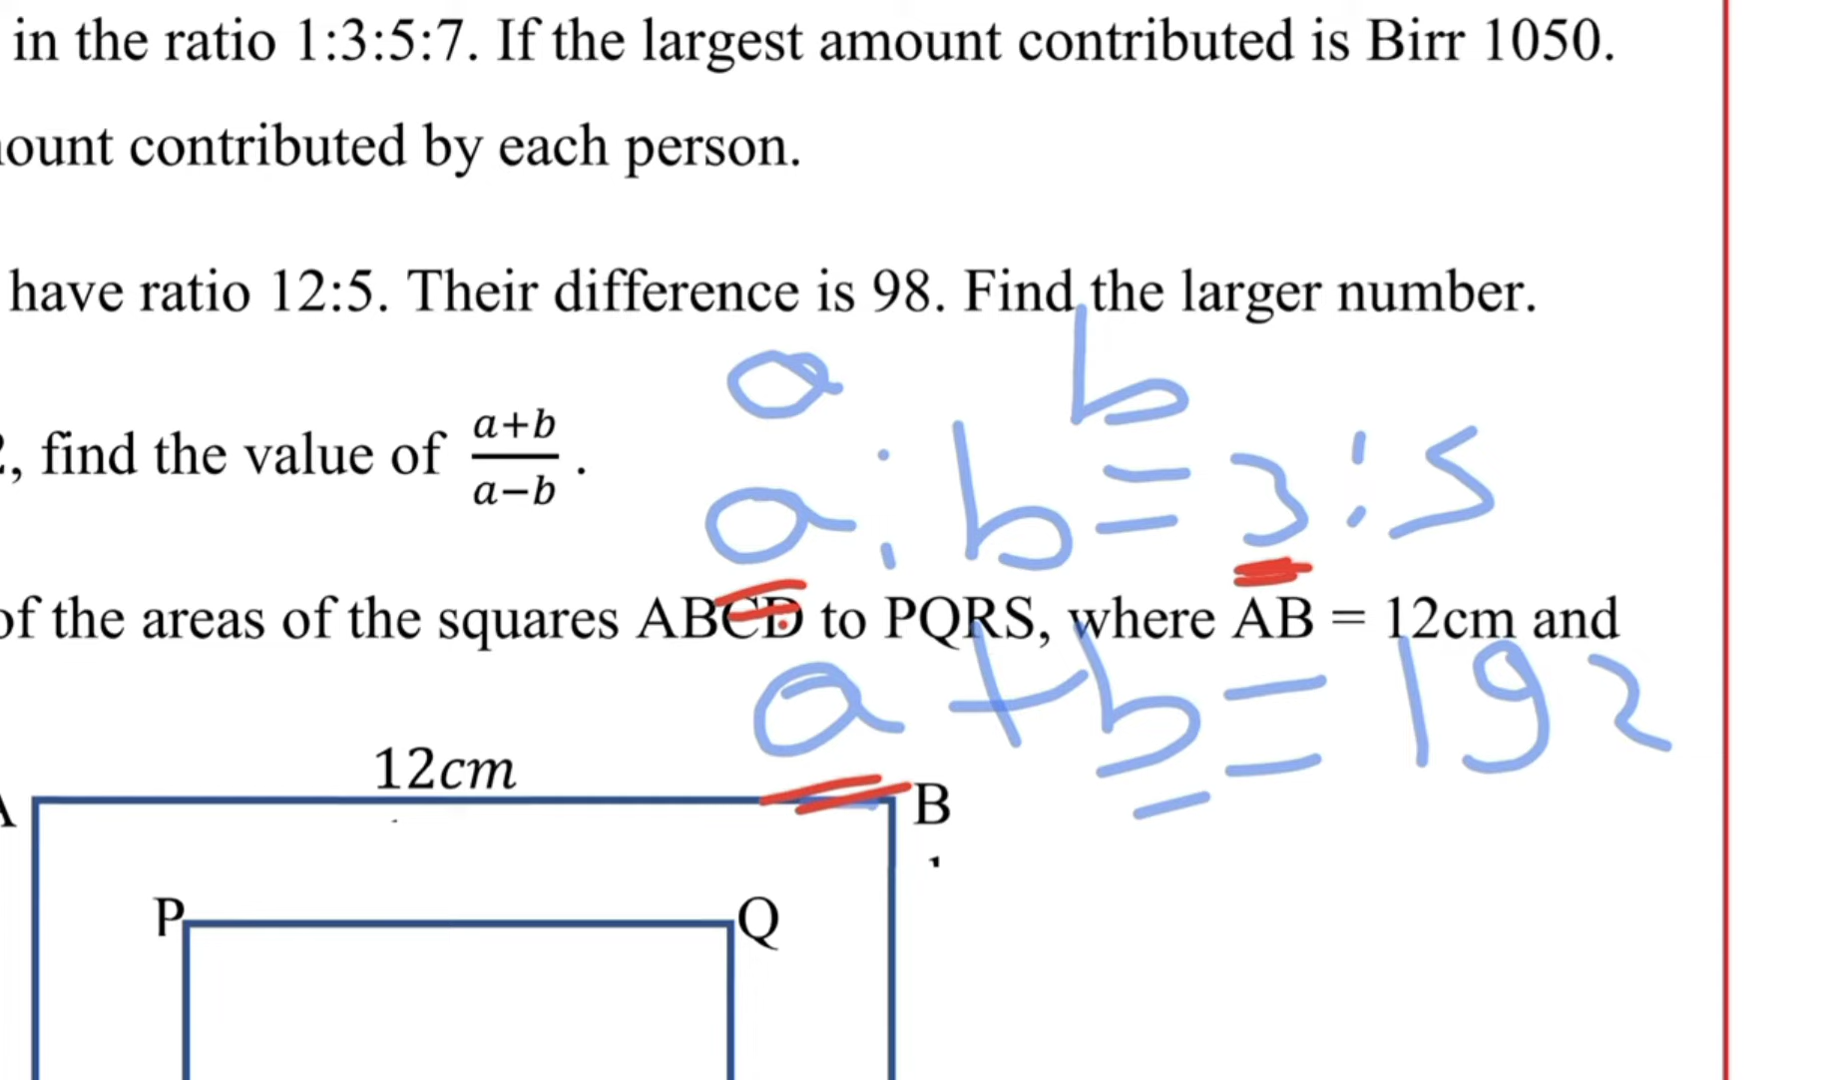 in the ratio 1:3:5:7. If the largest amount contributed is Birr 1050.
ount contributed by each person.
have ratio 12:5. Their difference is 98. Find the larger number.
a b
, find the value of \frac{a+b}{a−b} .
a : b = 3 : 5
of the areas of the squares ABCD to PQRS, where AB = 12cm and
a + b = 192
12cm
A B
P Q